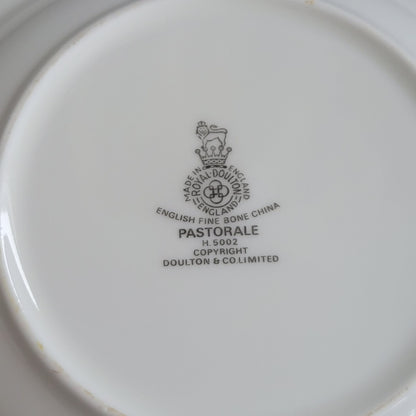 MADE IN ENGLAND
ROYAL·DOULTON
ENGLAND
ENGLISH FINE BONE CHINA
PASTORALE
H. 5002
COPYRIGHT
DOULTON & CO. LIMITED